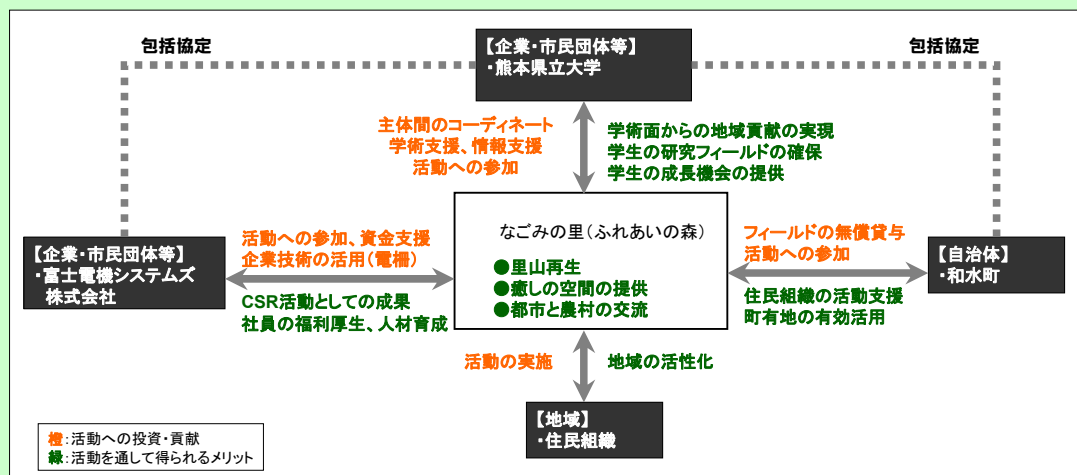 包括協定
包括協定
【企業・市民団体等】
・熊本県立大学
主体間のコーディネート
学術支援、情報支援
活動への参加
学術面からの地域貢献の実現
学生の研究フィールドの確保
学生の成長機会の提供
【企業・市民団体等】
・富士電機システムズ
株式会社
活動への参加、資金支援
企業技術の活用（電柵）
CSR活動としての成果
社員の福利厚生、人材育成
なごみの里（ふれあいの森）
●里山再生
●癒しの空間の提供
●都市と農村の交流
フィールドの無償貸与
活動への参加
住民組織の活動支援
町有地の有効活用
【自治体】
・和水町
活動の実施
地域の活性化
【地域】
・住民組織
橙：活動への投資・貢献
緑：活動を通して得られるメリット